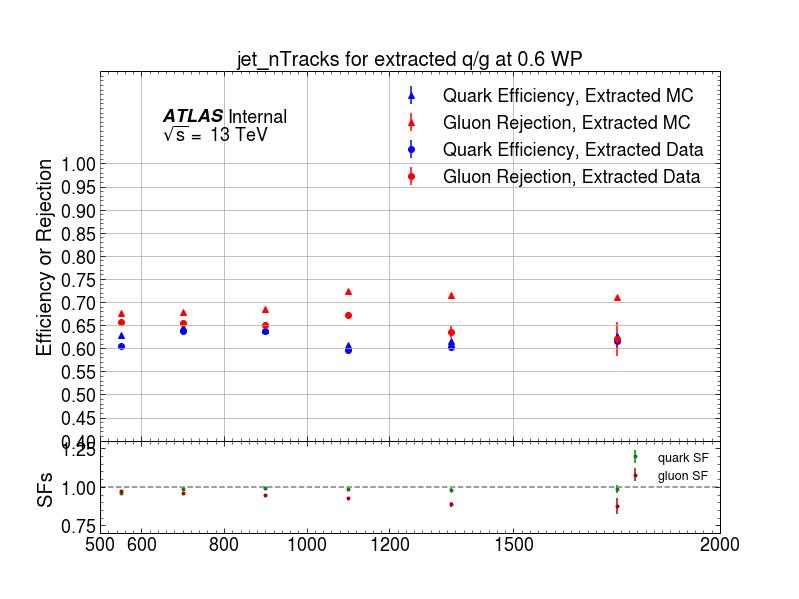 jet_nTracks for extracted q/g at 0.6 WP
ATLAS Internal
√s = 13 TeV
Quark Efficiency, Extracted MC
Gluon Rejection, Extracted MC
Quark Efficiency, Extracted Data
Gluon Rejection, Extracted Data
Efficiency or Rejection
1.00
0.95
0.90
0.85
0.80
0.75
0.70
0.65
0.60
0.55
0.50
0.45
0.40
SFs
1.25
1.00
0.75
quark SF
gluon SF
500 600 800 1000 1200 1500 2000